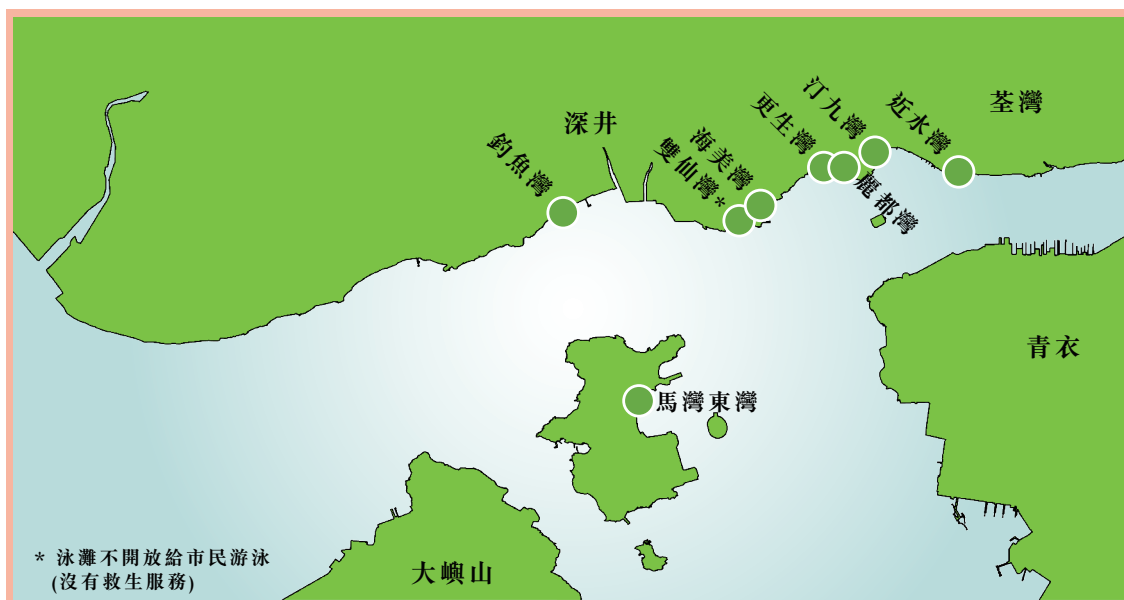 荃灣
汀九灣
近水灣
更生灣
深井
海美灣
雙仙灣*
釣魚灣
麗都灣
青衣
馬灣東灣
* 泳灘不開放給市民游泳
(沒有救生服務)
大嶼山